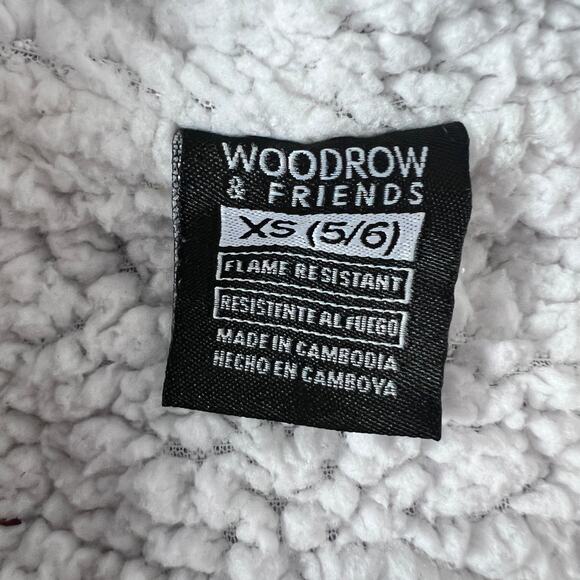 WOODROW
& FRIENDS
XS (5/6)
FLAME RESISTANT
RESISTENTE AL FUEGO
MADE IN CAMBODIA
HECHO EN CAMBOYA